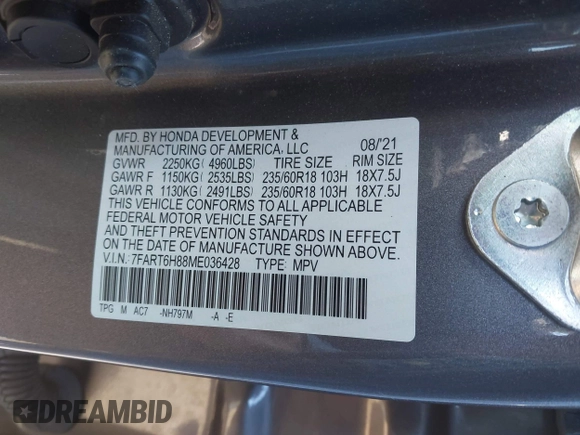 MFD. BY HONDA DEVELOPMENT &
MANUFACTURING OF AMERICA, LLC 08/'21
GVWR 2250KG( 4960LBS) TIRE SIZE RIM SIZE
GAWR F 1150KG( 2535LBS) 235/60R18 103H 18X7.5J
GAWR R 1130KG( 2491LBS) 235/60R18 103H 18X7.5J
THIS VEHICLE CONFORMS TO ALL APPLICABLE
FEDERAL MOTOR VEHICLE SAFETY
AND THEFT PREVENTION STANDARDS IN EFFECT
ON THE DATE OF MANUFACTURE SHOWN ABOVE.
V.I.N.: 7FART6H88ME036428 TYPE: MPV
TPG M AC7 -NH797M -A -E
DREAMBID